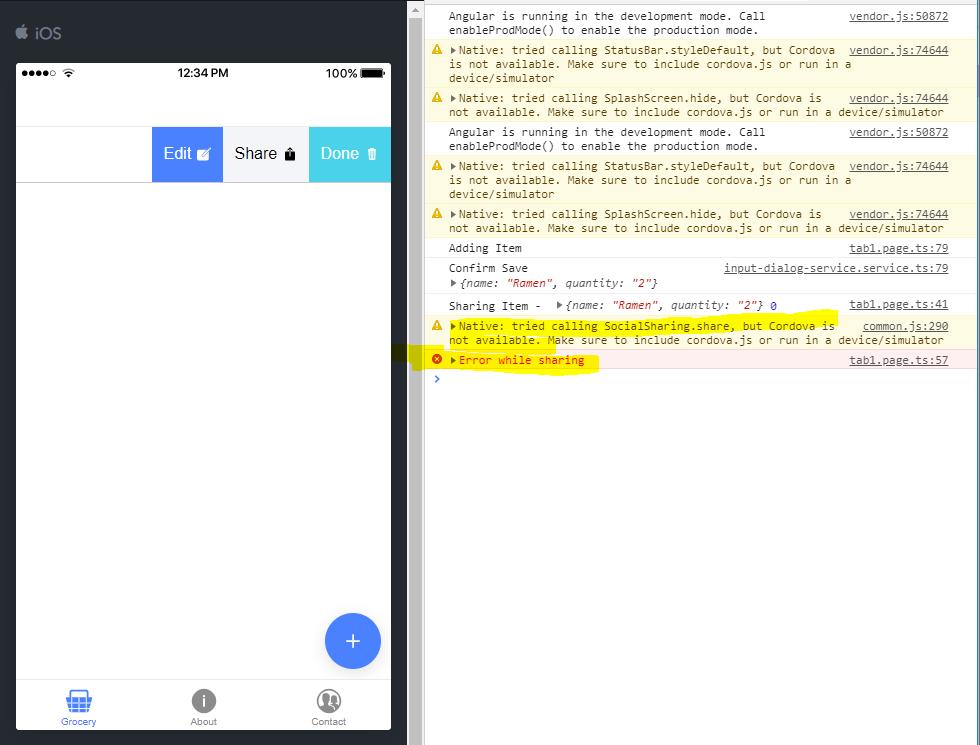 iOS
12:34 PM 100%
Edit Share Done
Grocery About Contact
Angular is running in the development mode. Call vendor.js:50872
enableProdMode() to enable the production mode.
Native: tried calling StatusBar.styleDefault, but Cordova vendor.js:74644
is not available. Make sure to include cordova.js or run in a
device/simulator
Native: tried calling SplashScreen.hide, but Cordova is vendor.js:74644
not available. Make sure to include cordova.js or run in a device/simulator
Angular is running in the development mode. Call vendor.js:50872
enableProdMode() to enable the production mode.
Native: tried calling StatusBar.styleDefault, but Cordova vendor.js:74644
is not available. Make sure to include cordova.js or run in a
device/simulator
Native: tried calling SplashScreen.hide, but Cordova is vendor.js:74644
not available. Make sure to include cordova.js or run in a device/simulator
Adding Item tab1.page.ts:79
Confirm Save input-dialog-service.service.ts:79
{name: "Ramen", quantity: "2"}
Sharing Item - {name: "Ramen", quantity: "2"} 0 tab1.page.ts:41
Native: tried calling SocialSharing.share, but Cordova is common.js:290
not available. Make sure to include cordova.js or run in a device/simulator
Error while sharing tab1.page.ts:57